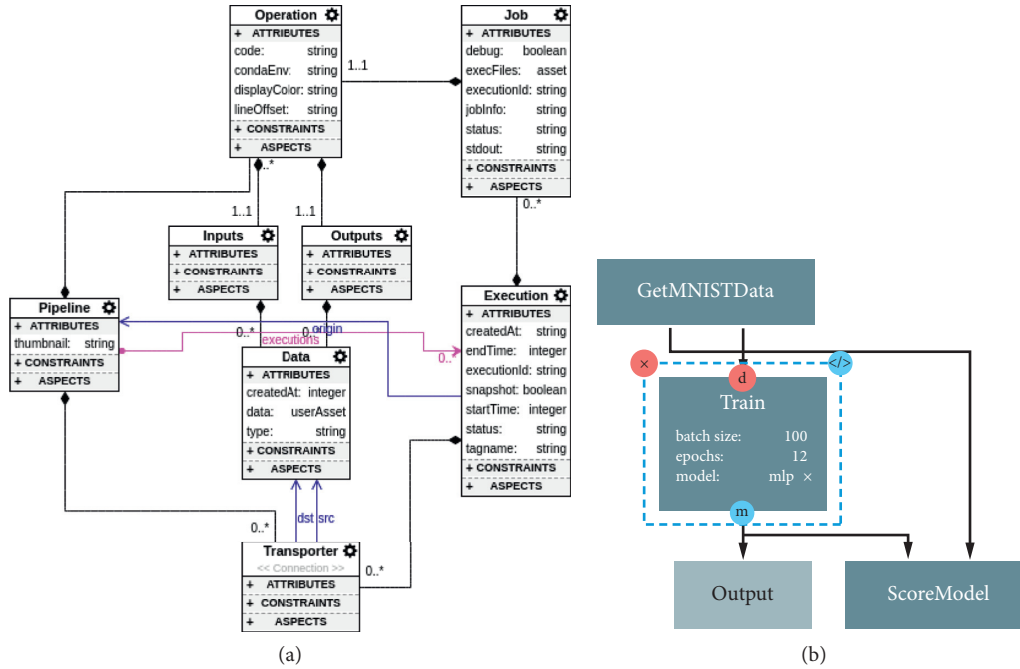 Operation
+ ATTRIBUTES
code: string
condaEnv: string
displayColor: string
lineOffset: string
+ CONSTRAINTS
+ ASPECTS
Job
+ ATTRIBUTES
debug: boolean
execFiles: asset
executionId: string
jobInfo: string
status: string
stdout: string
+ CONSTRAINTS
+ ASPECTS
1..1
..*
1..1
1..1
0..*
Inputs
+ ATTRIBUTES
+ CONSTRAINTS
+ ASPECTS
Outputs
+ ATTRIBUTES
+ CONSTRAINTS
+ ASPECTS
Pipeline
+ ATTRIBUTES
thumbnail: string
+ CONSTRAINTS
+ ASPECTS
Execution
+ ATTRIBUTES
createdAt: string
endTime: integer
executionId: string
snapshot: boolean
startTime: integer
status: string
tagname: string
+ CONSTRAINTS
+ ASPECTS
0..*
origin
executions
0..
Data
+ ATTRIBUTES
createdAt: integer
data: userAsset
type: string
+ CONSTRAINTS
+ ASPECTS
dst src
0..*
0..*
Transporter
<< Connection >>
+ ATTRIBUTES
+ CONSTRAINTS
+ ASPECTS
(a)
GetMNISTData
×
d
</>
Train
batch size: 100
epochs: 12
model: mlp ×
m
Output
ScoreModel
(b)